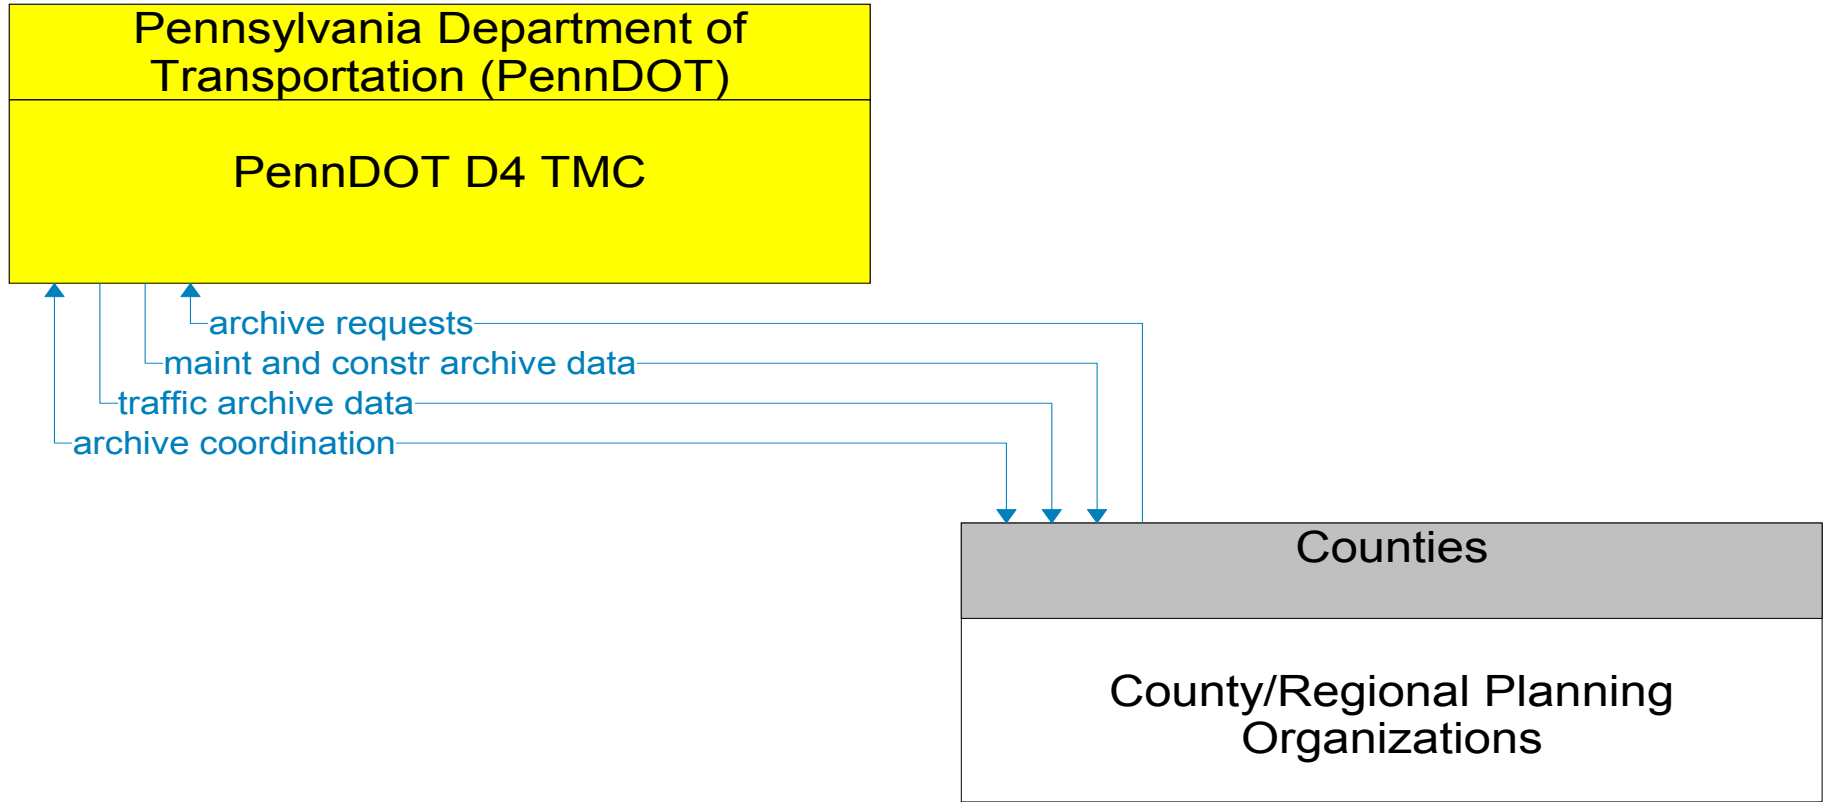 Pennsylvania Department of
Transportation (PennDOT)
PennDOT D4 TMC
archive requests
maint and constr archive data
traffic archive data
archive coordination
Counties
County/Regional Planning
Organizations